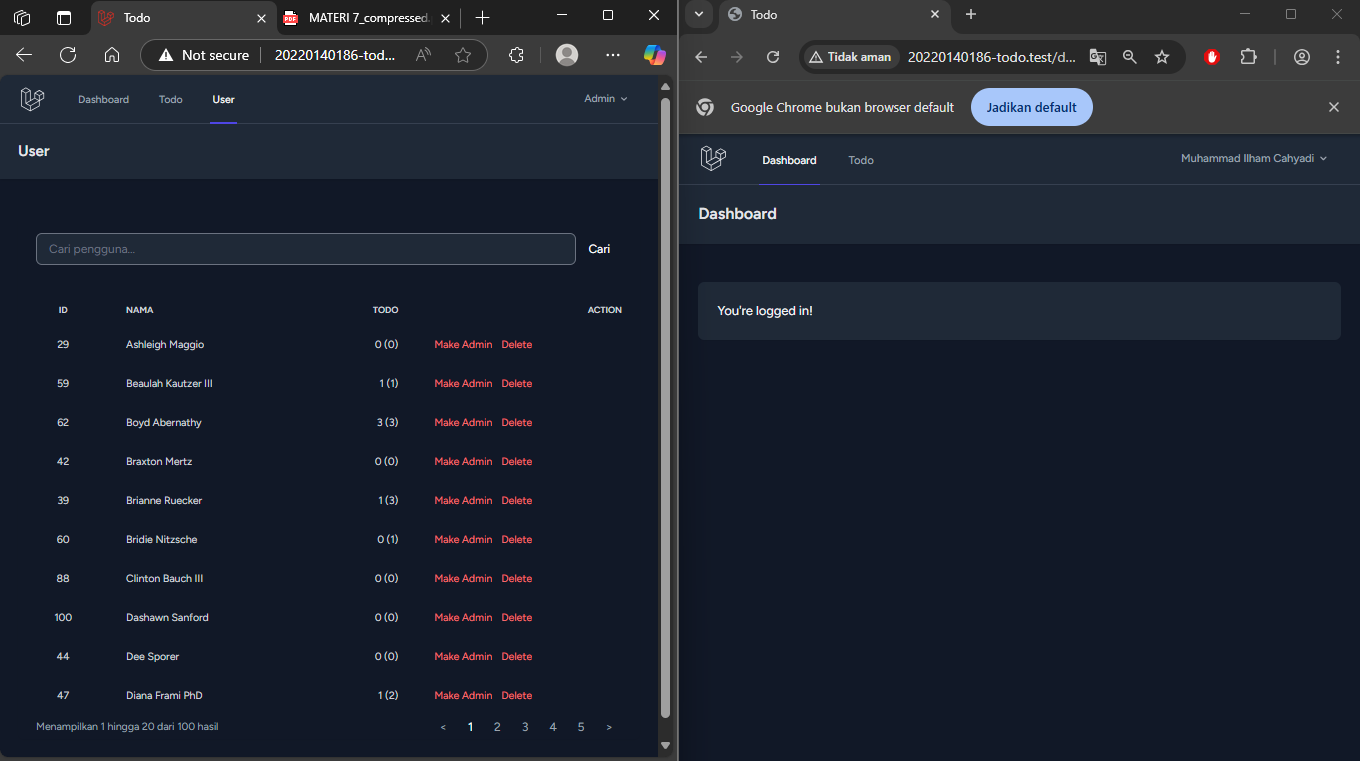 Todo
MATERI 7_compressed.
Not secure
20220140186-tod...
Dashboard
Todo
User
Admin
User
Cari pengguna...
Cari
ID NAMA TODO ACTION
29 Ashleigh Maggio 0 (0) Make Admin Delete
59 Beaulah Kautzer III 1 (1) Make Admin Delete
62 Boyd Abernathy 3 (3) Make Admin Delete
42 Braxton Mertz 0 (0) Make Admin Delete
39 Brianne Ruecker 1 (3) Make Admin Delete
60 Bridie Nitzsche 0 (1) Make Admin Delete
88 Clinton Bauch III 0 (0) Make Admin Delete
100 Dashawn Sanford 0 (0) Make Admin Delete
44 Dee Sporer 0 (0) Make Admin Delete
47 Diana Frami PhD 1 (2) Make Admin Delete
Menampilkan 1 hingga 20 dari 100 hasil
< 1 2 3 4 5 >
Todo
Tidak aman
20220140186-todo.test/d...
Google Chrome bukan browser default
Jadikan default
Dashboard
Todo
Muhammad Ilham Cahyadi
Dashboard
You're logged in!